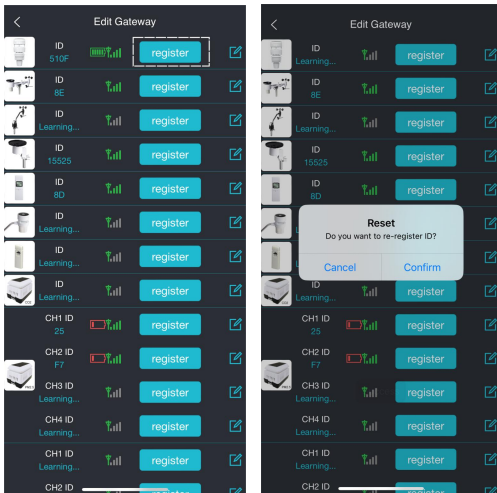 Edit Gateway
ID
510F
register
ID
8E
register
ID
Learning...
register
ID
15525
register
ID
8D
register
ID
Learning...
register
ID
Learning...
register
ID
Learning...
register
CH1 ID
25
register
CH2 ID
F7
register
CH3 ID
Learning...
register
CH4 ID
Learning...
register
CH1 ID
Learning...
register
CH2 ID
Edit Gateway
ID
Learning...
register
ID
8E
register
ID
Learning...
register
ID
15525
register
ID
8D
register
Reset
Do you want to re-register ID?
Cancel
Confirm
ID
Learning...
register
CH1 ID
25
register
CH2 ID
F7
register
CH3 ID
Learning...
register
CH4 ID
Learning...
register
CH1 ID
Learning...
register
CH2 ID